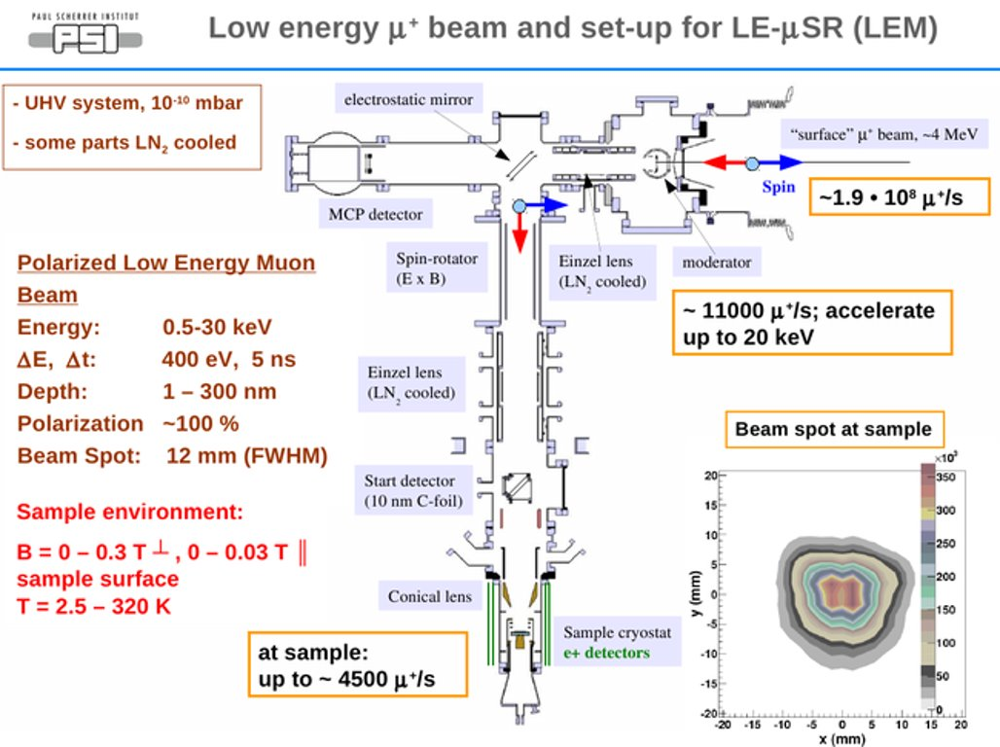 PAUL SCHERRER INSTITUT
PSI
Low energy μ⁺ beam and set-up for LE-μSR (LEM)
- UHV system, 10⁻¹⁰ mbar
- some parts LN₂ cooled
electrostatic mirror
“surface” μ⁺ beam, ~4 MeV
Spin
~1.9 • 10⁸ μ⁺/s
MCP detector
Spin-rotator
(E x B)
Einzel lens
(LN₂ cooled)
moderator
~ 11000 μ⁺/s; accelerate
up to 20 keV
Polarized Low Energy Muon
Beam
Energy: 0.5-30 keV
ΔE, Δt: 400 eV, 5 ns
Depth: 1 – 300 nm
Polarization ~100 %
Beam Spot: 12 mm (FWHM)
Einzel lens
(LN₂ cooled)
Start detector
(10 nm C-foil)
Sample environment:
B = 0 – 0.3 T ┴ , 0 – 0.03 T ║
sample surface
T = 2.5 – 320 K
Conical lens
Sample cryostat
e+ detectors
at sample:
up to ~ 4500 μ⁺/s
Beam spot at sample
×10³
350
300
250
200
150
100
50
0
20
15
10
5
0
-5
-10
-15
-20
y (mm)
-20 -15 -10 -5 0 5 10 15 20
x (mm)